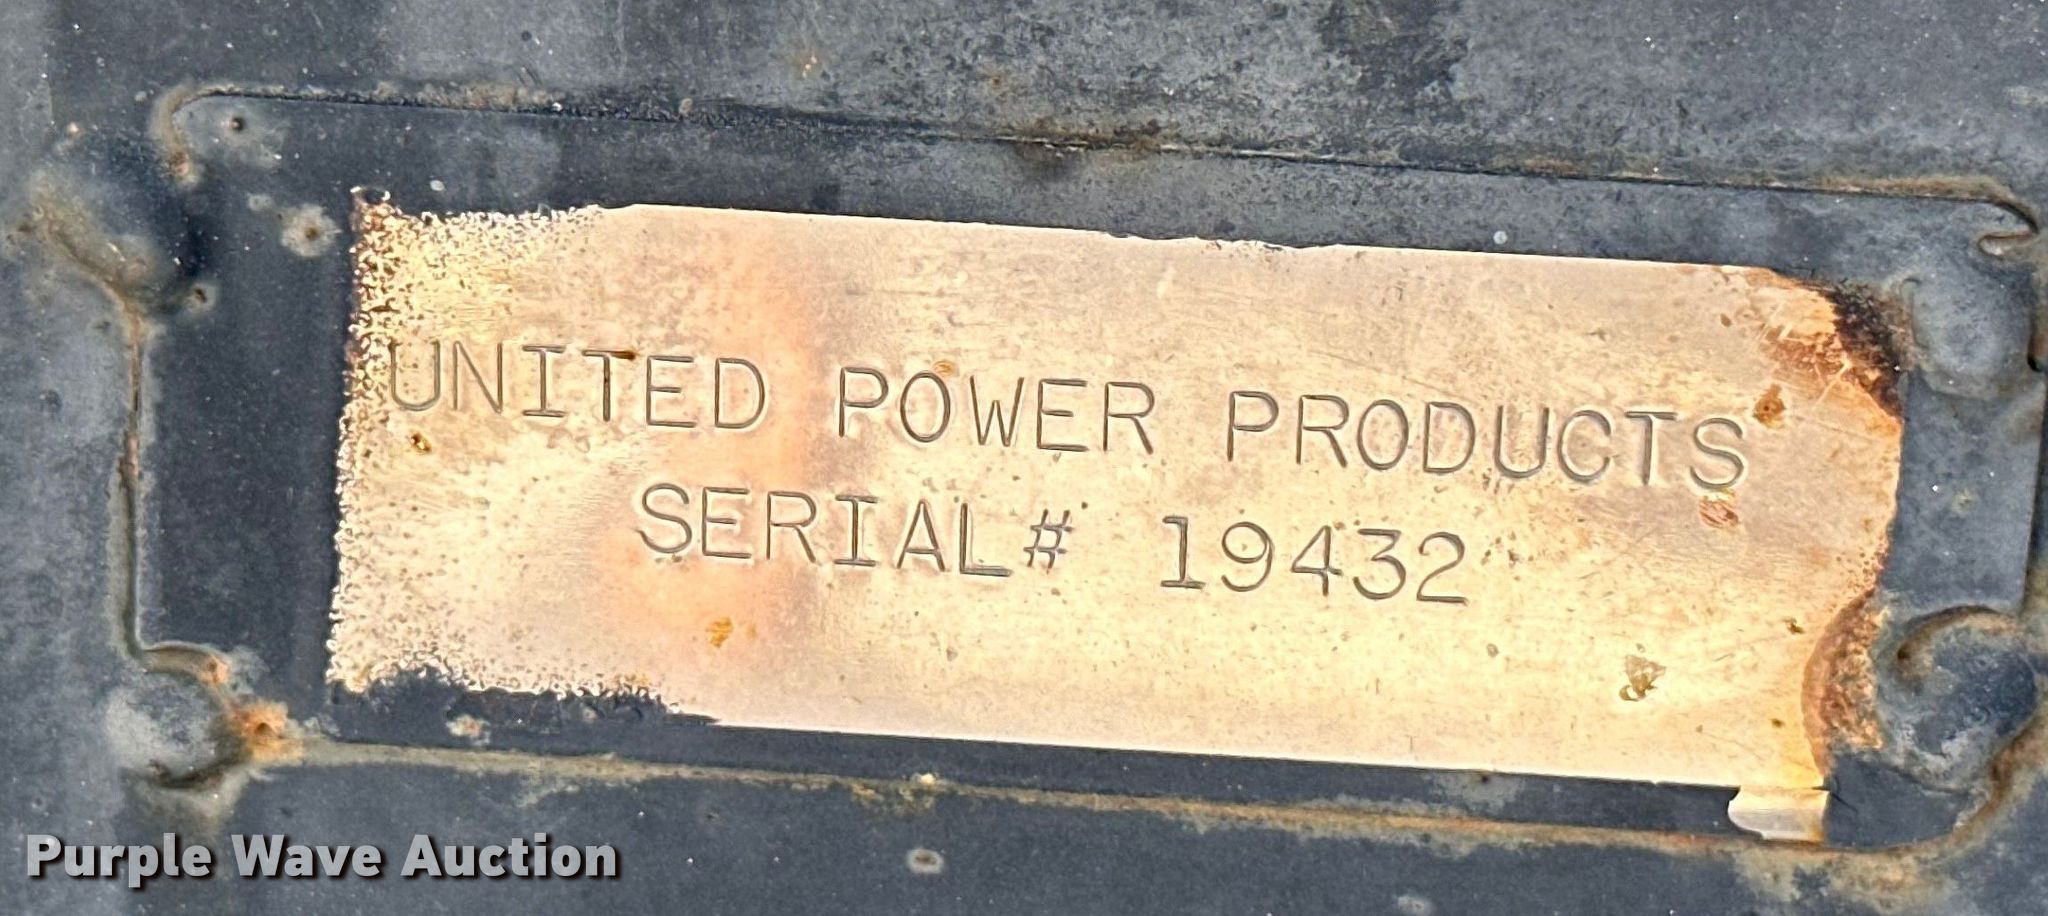 UNITED POWER PRODUCTS
SERIAL# 19432
Purple Wave Auction